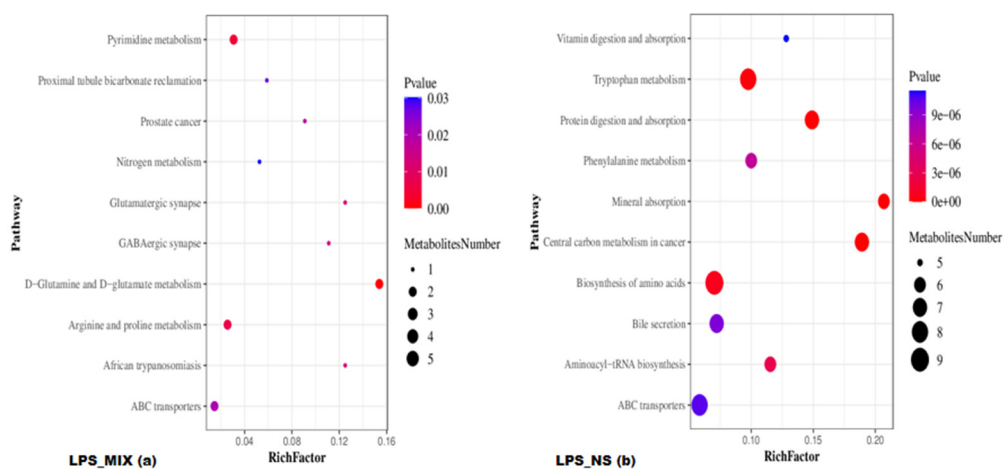 Pathway
Pyrimidine metabolism
Proximal tubule bicarbonate reclamation
Prostate cancer
Nitrogen metabolism
Glutamatergic synapse
GABAergic synapse
D-Glutamine and D-glutamate metabolism
Arginine and proline metabolism
African trypanosomiasis
ABC transporters
0.04 0.08 0.12 0.16
RichFactor
LPS_MIX (a)
Pvalue
0.03
0.02
0.01
0.00
MetabolitesNumber
1
2
3
4
5
Pathway
Vitamin digestion and absorption
Tryptophan metabolism
Protein digestion and absorption
Phenylalanine metabolism
Mineral absorption
Central carbon metabolism in cancer
Biosynthesis of amino acids
Bile secretion
Aminoacyl-tRNA biosynthesis
ABC transporters
0.10 0.15 0.20
RichFactor
LPS_NS (b)
Pvalue
9e-06
6e-06
3e-06
0e+00
MetabolitesNumber
5
6
7
8
9